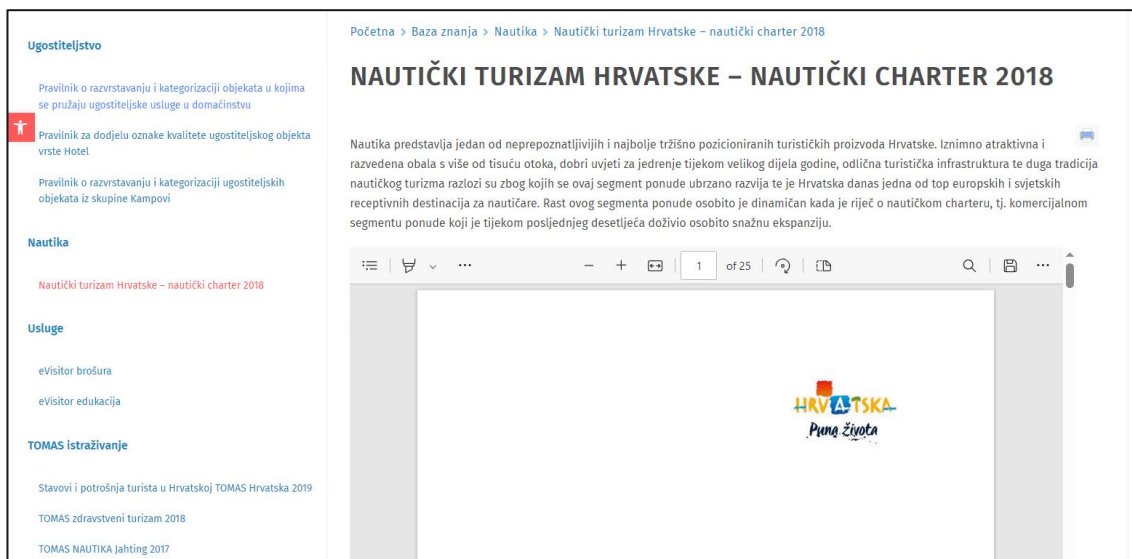 Ugostiteljstvo
Pravilnik o razvrstavanju i kategorizaciji objekata u kojima
se pružaju ugostiteljske usluge u domaćinstvu
Pravilnik za dodjelu oznake kvalitete ugostiteljskog objekta
vrste Hotel
Pravilnik o razvrstavanju i kategorizaciji ugostiteljskih
objekata iz skupine Kampovi
Nautika
Nautički turizam Hrvatske – nautički charter 2018
Usluge
eVisitor brošura
eVisitor edukacija
TOMAS istraživanje
Stavovi i potrošnja turista u Hrvatskoj TOMAS Hrvatska 2019
TOMAS zdravstveni turizam 2018
TOMAS NAUTIKA Jahting 2017
Početna > Baza znanja > Nautika > Nautički turizam Hrvatske – nautički charter 2018
NAUTIČKI TURIZAM HRVATSKE – NAUTIČKI CHARTER 2018
Nautika predstavlja jedan od neprepoznatljivijih i najbolje tržišno pozicioniranih turističkih proizvoda Hrvatske. Iznimno atraktivna i
razvedena obala s više od tisuću otoka, dobri uvjeti za jedrenje tijekom velikog dijela godine, odlična turistička infrastruktura te duga tradicija
nautičkog turizma razlozi su zbog kojih se ovaj segment ponude ubrzano razvija te je Hrvatska danas jedna od top europskih i svjetskih
receptivnih destinacija za nautičare. Rast ovog segmenta ponude osobito je dinamičan kada je riječ o nautičkom charteru, tj. komercijalnom
segmentu ponude koji je tijekom posljednjeg desetljeća doživio osobito snažnu ekspanziju.
1 of 25
HRVATSKA
Puna života